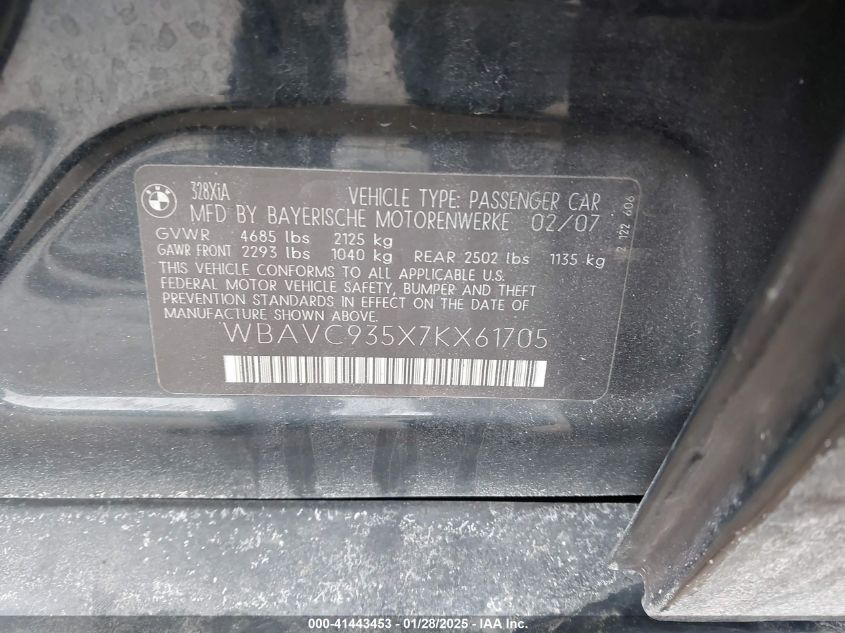 BMW
328XiA VEHICLE TYPE: PASSENGER CAR
MFD BY BAYERISCHE MOTORENWERKE 02/07
GVWR 4685 lbs 2125 kg
GAWR FRONT 2293 lbs 1040 kg REAR 2502 lbs 1135 kg
THIS VEHICLE CONFORMS TO ALL APPLICABLE U.S.
FEDERAL MOTOR VEHICLE SAFETY, BUMPER AND THEFT
PREVENTION STANDARDS IN EFFECT ON THE DATE OF
MANUFACTURE SHOWN ABOVE.
WBAVC935X7KX61705
122 606
000-41443453 - 01/28/2025 - IAA Inc.